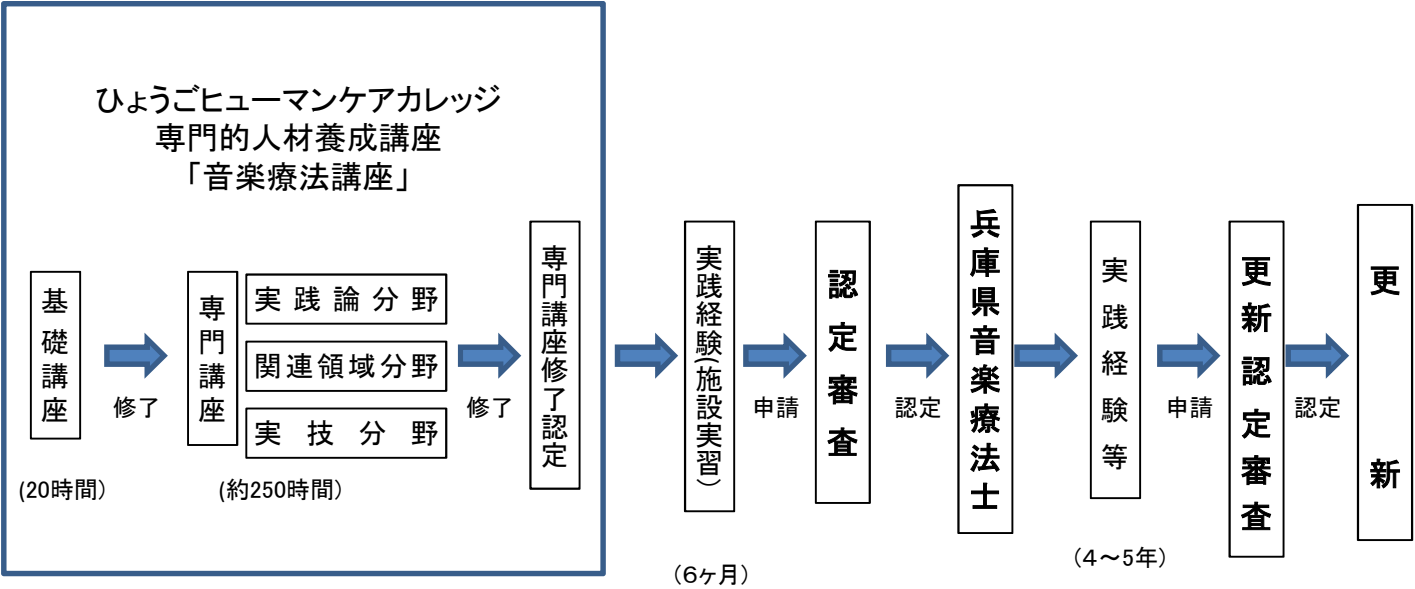 ひょうごヒューマンケアカレッジ
専門的人材養成講座
「音楽療法講座」
基礎講座
(20時間)
修了
専門講座
実践論分野
関連領域分野
実技分野
(約250時間)
修了
専門講座修了認定
実践経験(施設実習)
(6ヶ月)
申請
認定審査
認定
兵庫県音楽療法士
実践経験等
(4～5年)
申請
更新認定審査
認定
更新